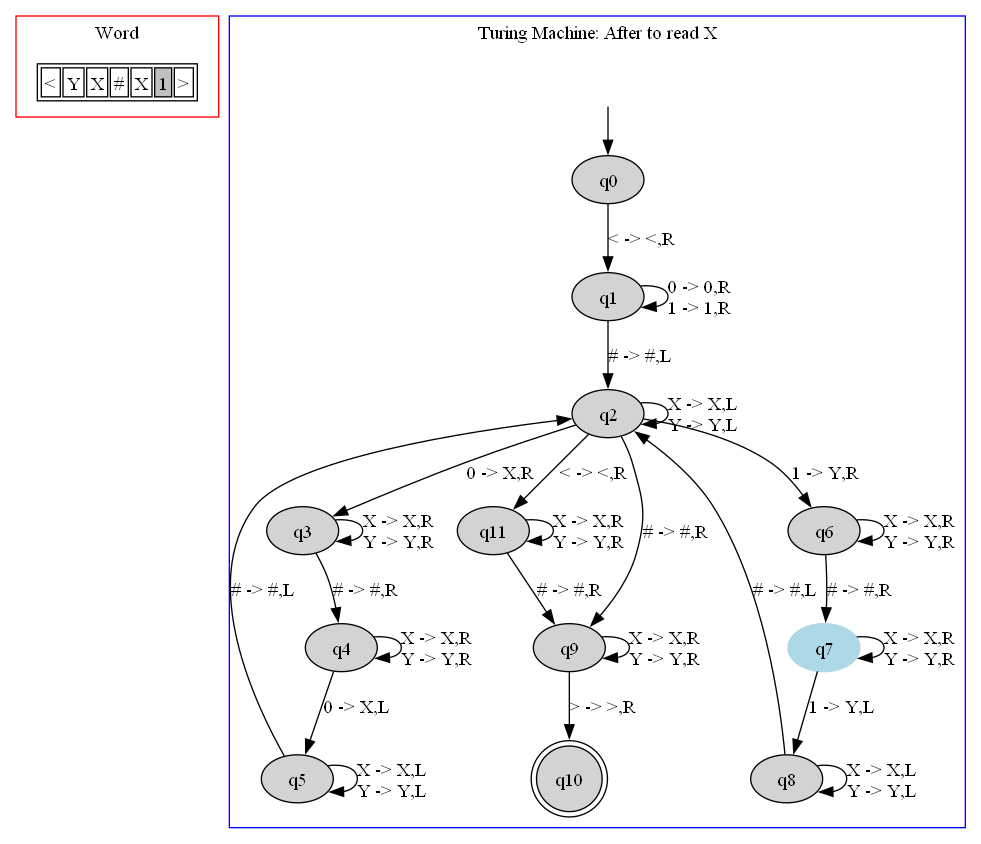 Word
< Y X # X 1 >
Turing Machine: After to read X
q0
< -> <,R
q1
0 -> 0,R
1 -> 1,R
# -> #,L
q2
X -> X,L
Y -> Y,L
0 -> X,R
< -> <,R
1 -> Y,R
q3
X -> X,R
Y -> Y,R
q11
X -> X,R
Y -> Y,R
# -> #,R
q6
X -> X,R
Y -> Y,R
# -> #,L
# -> #,R
# -> #,R
# -> #,L
# -> #,R
q4
X -> X,R
Y -> Y,R
q9
X -> X,R
Y -> Y,R
q7
X -> X,R
Y -> Y,R
0 -> X,L
> -> >,R
1 -> Y,L
q5
X -> X,L
Y -> Y,L
q10
q8
X -> X,L
Y -> Y,L